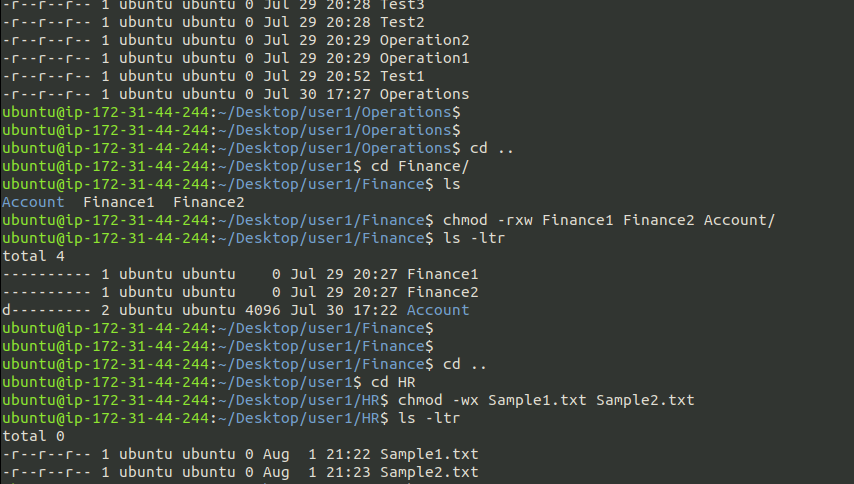 -r--r--r-- 1 ubuntu ubuntu 0 Jul 29 20:28 Test3
-r--r--r-- 1 ubuntu ubuntu 0 Jul 29 20:28 Test2
-r--r--r-- 1 ubuntu ubuntu 0 Jul 29 20:29 Operation2
-r--r--r-- 1 ubuntu ubuntu 0 Jul 29 20:29 Operation1
-r--r--r-- 1 ubuntu ubuntu 0 Jul 29 20:52 Test1
-r--r--r-- 1 ubuntu ubuntu 0 Jul 30 17:27 Operations
ubuntu@ip-172-31-44-244:~/Desktop/user1/Operations$
ubuntu@ip-172-31-44-244:~/Desktop/user1/Operations$
ubuntu@ip-172-31-44-244:~/Desktop/user1/Operations$ cd ..
ubuntu@ip-172-31-44-244:~/Desktop/user1$ cd Finance/
ubuntu@ip-172-31-44-244:~/Desktop/user1/Finance$ ls
Account  Finance1  Finance2
ubuntu@ip-172-31-44-244:~/Desktop/user1/Finance$ chmod -rxw Finance1 Finance2 Account/
ubuntu@ip-172-31-44-244:~/Desktop/user1/Finance$ ls -ltr
total 4
---------- 1 ubuntu ubuntu    0 Jul 29 20:27 Finance1
---------- 1 ubuntu ubuntu    0 Jul 29 20:27 Finance2
d--------- 2 ubuntu ubuntu 4096 Jul 30 17:22 Account
ubuntu@ip-172-31-44-244:~/Desktop/user1/Finance$
ubuntu@ip-172-31-44-244:~/Desktop/user1/Finance$
ubuntu@ip-172-31-44-244:~/Desktop/user1/Finance$ cd ..
ubuntu@ip-172-31-44-244:~/Desktop/user1$ cd HR
ubuntu@ip-172-31-44-244:~/Desktop/user1/HR$ chmod -wx Sample1.txt Sample2.txt
ubuntu@ip-172-31-44-244:~/Desktop/user1/HR$ ls -ltr
total 0
-r--r--r-- 1 ubuntu ubuntu 0 Aug  1 21:22 Sample1.txt
-r--r--r-- 1 ubuntu ubuntu 0 Aug  1 21:23 Sample2.txt